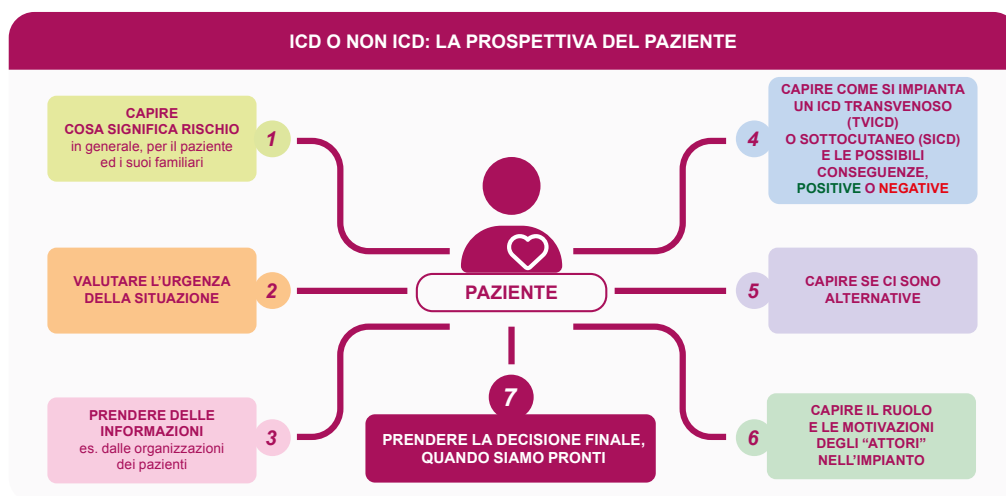 ICD O NON ICD: LA PROSPETTIVA DEL PAZIENTE
CAPIRE
COSA SIGNIFICA RISCHIO
in generale, per il paziente
ed i suoi familiari
1
VALUTARE L'URGENZA
DELLA SITUAZIONE
2
PRENDERE DELLE
INFORMAZIONI
es. dalle organizzazioni
dei pazienti
3
PAZIENTE
CAPIRE COME SI IMPIANTA
UN ICD TRANSVENOSO
(TVICD)
O SOTTOCUTANEO (SICD)
E LE POSSIBILI
CONSEGUENZE,
POSITIVE O NEGATIVE
4
5
CAPIRE SE CI SONO
ALTERNATIVE
6
CAPIRE IL RUOLO
E LE MOTIVAZIONI
DEGLI “ATTORI”
NELL'IMPIANTO
7
PRENDERE LA DECISIONE FINALE,
QUANDO SIAMO PRONTI